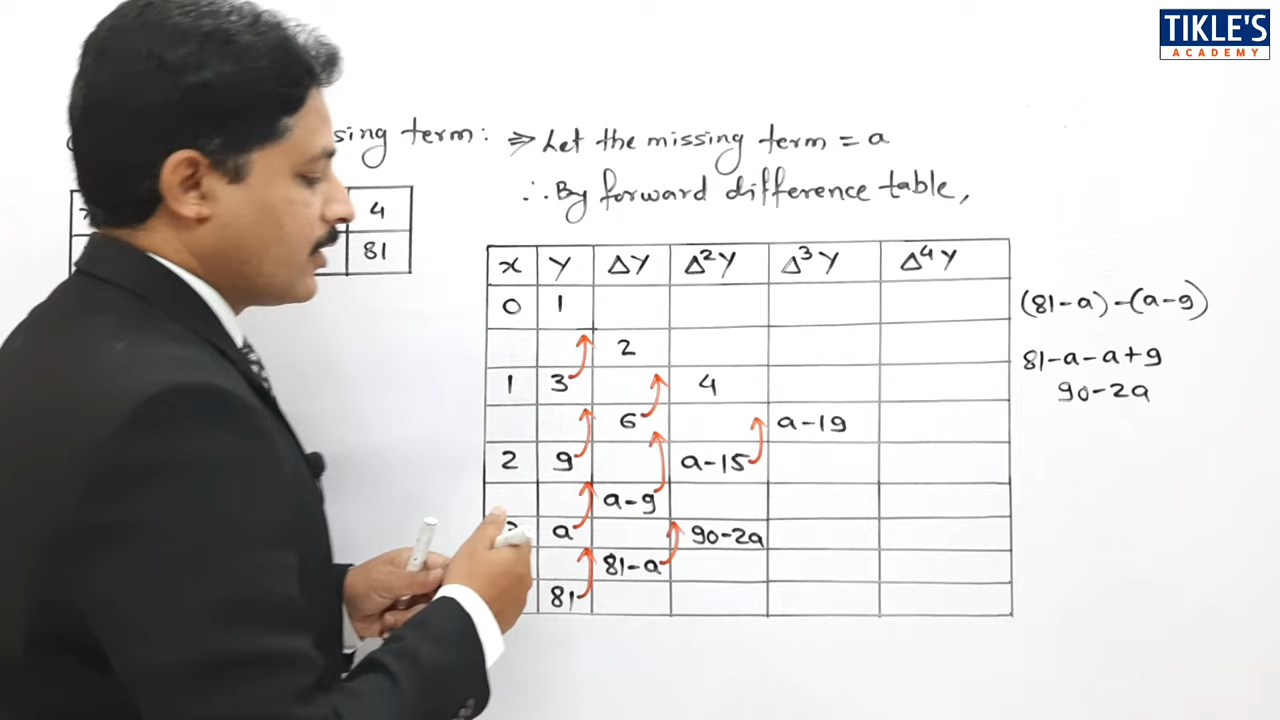 TIKLE'S
ACADEMY
term: ⇒ Let the missing term = a
∴ By forward difference table,
4
81
x Y ΔY Δ²Y Δ³Y Δ⁴Y
0 1
2
1 3 4
6 a-19
2 9 a-15
a-9
a 90-2a
81-a
81
(81-a)-(a-9)
81-a-a+9
90-2a